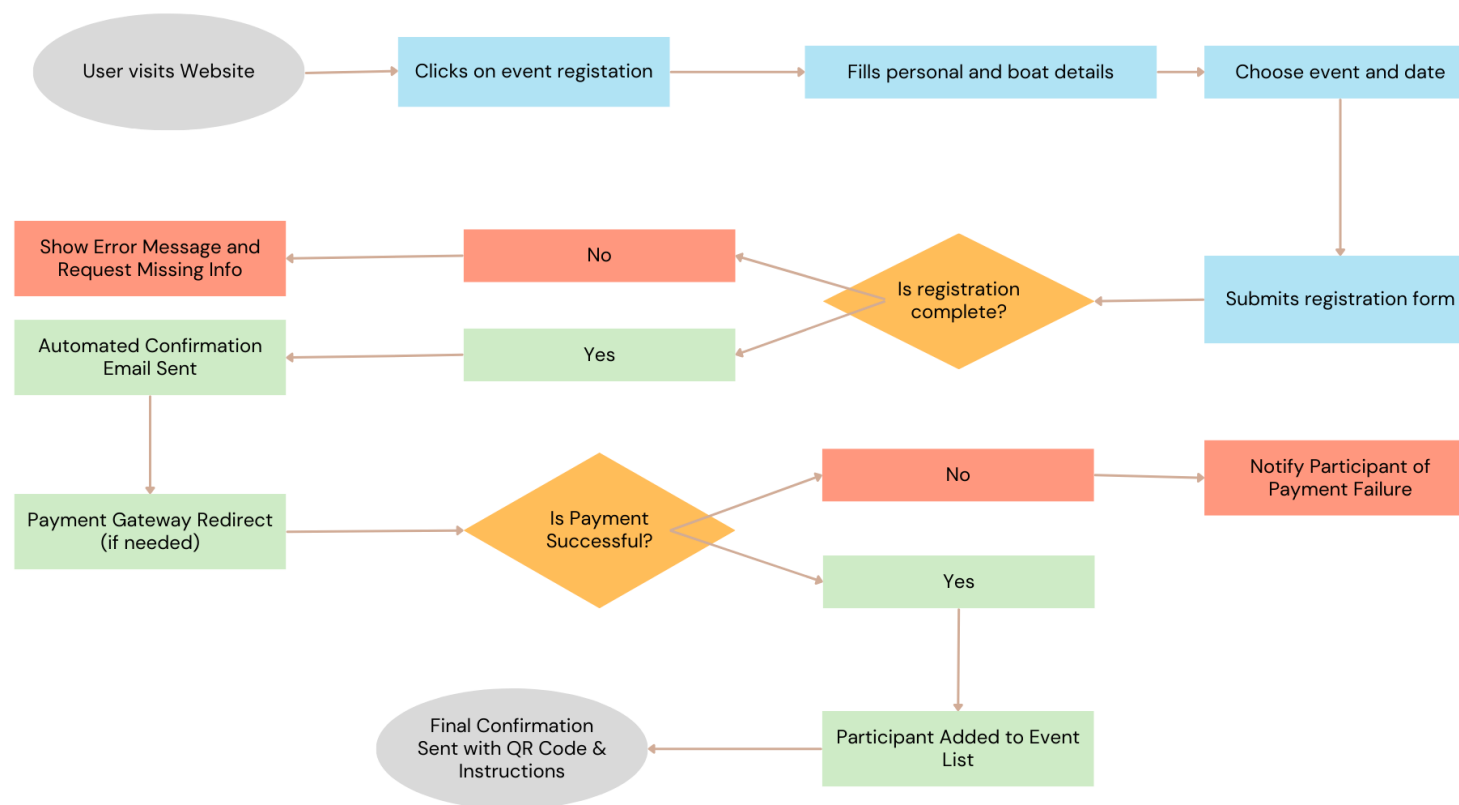 User visits Website
Clicks on event registation
Fills personal and boat details
Choose event and date
Show Error Message and
Request Missing Info
No
Is registration
complete?
Submits registration form
Automated Confirmation
Email Sent
Yes
No
Notify Participant of
Payment Failure
Payment Gateway Redirect
(if needed)
Is Payment
Successful?
Yes
Final Confirmation
Sent with QR Code &
Instructions
Participant Added to Event
List